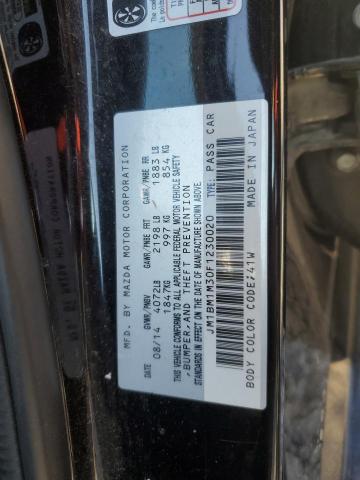 MFD. BY MAZDA MOTOR CORPORATION
GVWR/PNBV GAWR/PNBE FRT GAWR/PNBE RR
08/14 4072LB 2198 LB 1883 LB
1847KG 997 KG 854 KG
THIS VEHICLE CONFORMS TO ALL APPLICABLE FEDERAL MOTOR VEHICLE SAFETY
,BUMPER,AND THEFT PREVENTION
STANDARDS IN EFFECT ON THE DATE OF MANUFACTURE SHOWN ABOVE.
JM1BM1M30F1230020 TYPE: PASS CAR
BODY COLOR CODE:41W MADE IN JAPAN